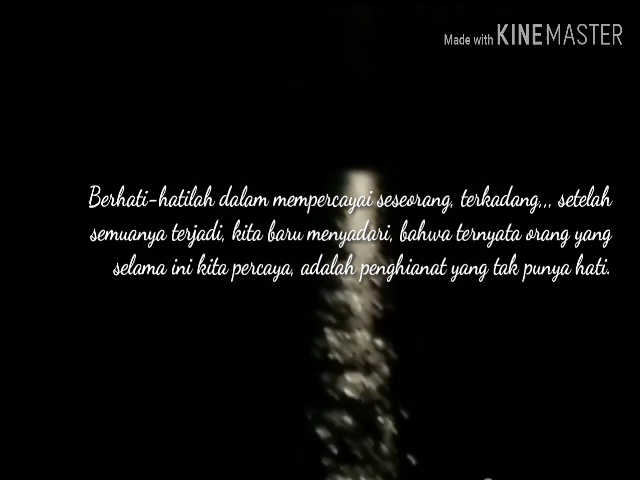 Made with KINEMASTER
Berhati-hatilah dalam mempercayai seseorang, terkadang,,, setelah
semuanya terjadi, kita baru menyadari, bahwa ternyata orang yang
selama ini kita percaya, adalah penghianat yang tak punya hati.